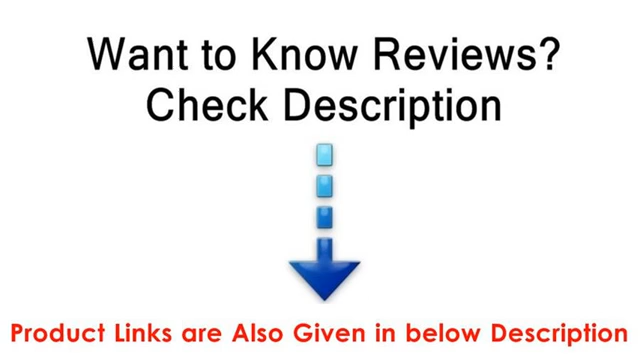 Want to Know Reviews?
Check Description
Product Links are Also Given in below Description